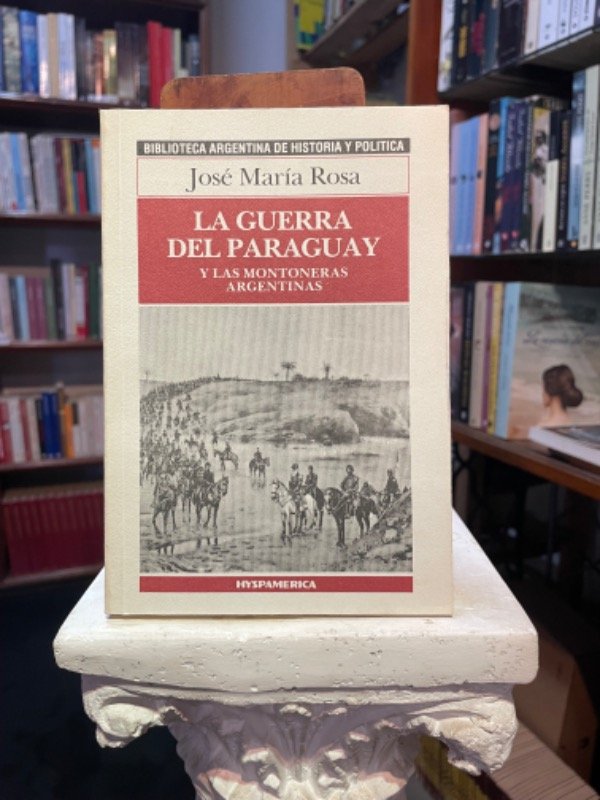 BIBLIOTECA ARGENTINA DE HISTORIA Y POLITICA
José María Rosa
LA GUERRA
DEL PARAGUAY
Y LAS MONTONERAS
ARGENTINAS
HYSPAMERICA